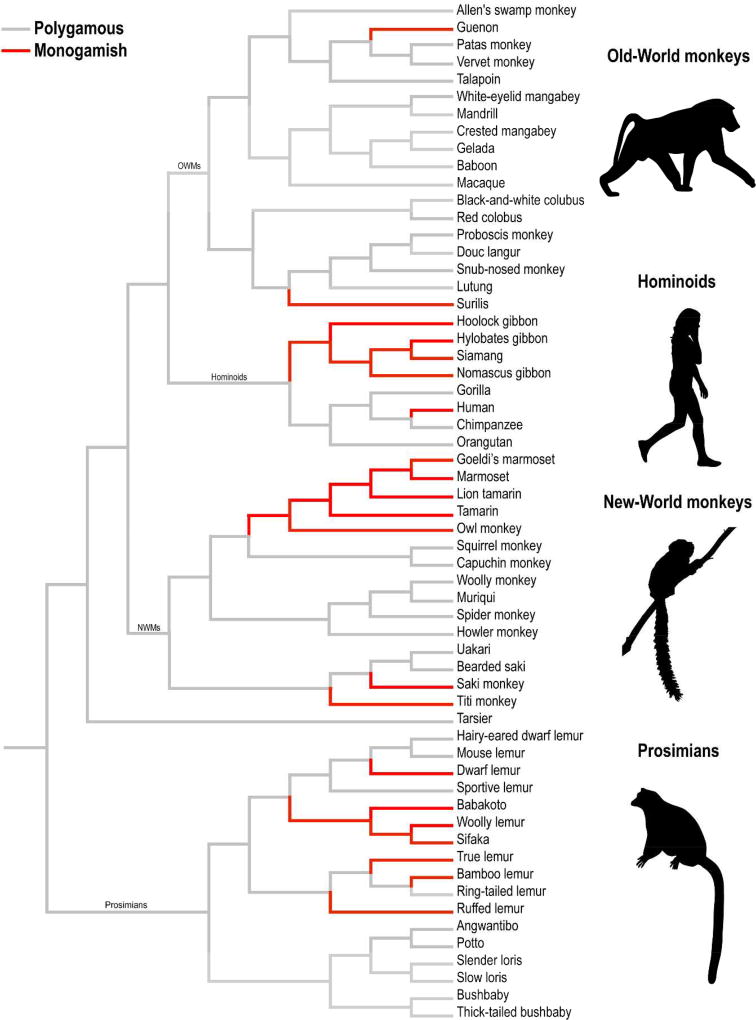 Polygamous
Monogamish
Allen's swamp monkey
Guenon
Patas monkey
Vervet monkey
Talapoin
White-eyelid mangabey
Mandrill
Crested mangabey
Gelada
Baboon
Macaque
Black-and-white colubus
Red colobus
Proboscis monkey
Douc langur
Snub-nosed monkey
Lutung
Surilis
Hoolock gibbon
Hylobates gibbon
Siamang
Nomascus gibbon
Gorilla
Human
Chimpanzee
Orangutan
Goeldi's marmoset
Marmoset
Lion tamarin
Tamarin
Owl monkey
Squirrel monkey
Capuchin monkey
Woolly monkey
Muriqui
Spider monkey
Howler monkey
Uakari
Bearded saki
Saki monkey
Titi monkey
Tarsier
Hairy-eared dwarf lemur
Mouse lemur
Dwarf lemur
Sportive lemur
Babakoto
Woolly lemur
Sifaka
True lemur
Bamboo lemur
Ring-tailed lemur
Ruffed lemur
Angwantibo
Potto
Slender loris
Slow loris
Bushbaby
Thick-tailed bushbaby
OWMs
Hominoids
NWMs
Prosimians
Old-World monkeys
Hominoids
New-World monkeys
Prosimians